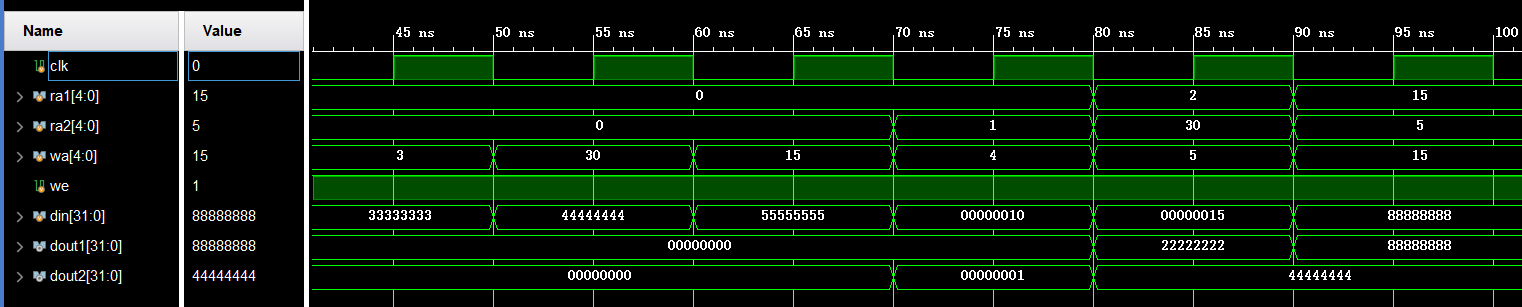 Name Value
45 ns 50 ns 55 ns 60 ns 65 ns 70 ns 75 ns 80 ns 85 ns 90 ns 95 ns 100
clk 0
ra1[4:0] 15 0 2 15
ra2[4:0] 5 0 1 30 5
wa[4:0] 15 3 30 15 4 5 15
we 1
din[31:0] 88888888 33333333 44444444 55555555 00000010 00000015 88888888
dout1[31:0] 88888888 00000000 22222222 88888888
dout2[31:0] 44444444 00000000 00000001 44444444